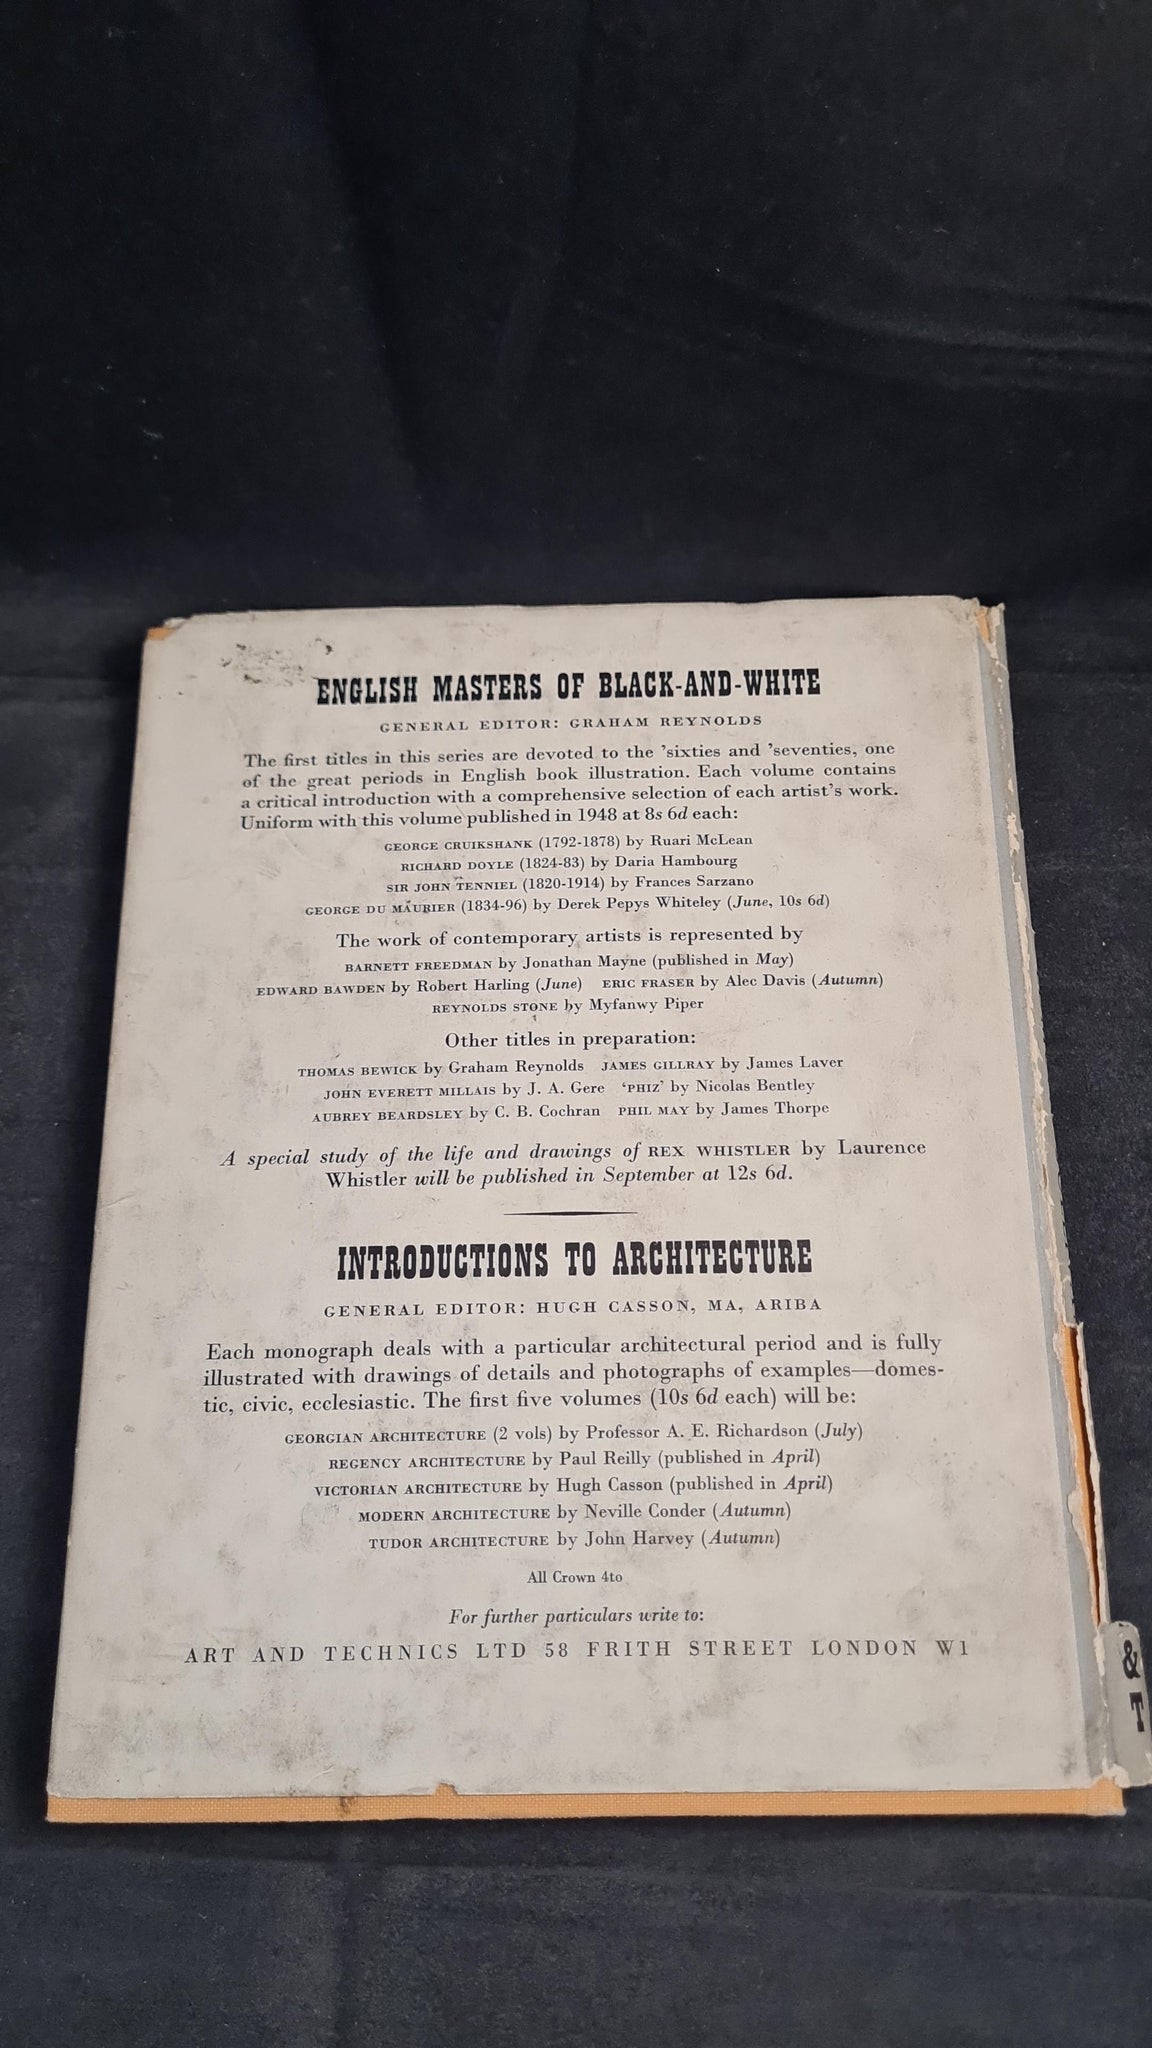 ENGLISH MASTERS OF BLACK-AND-WHITE
GENERAL EDITOR: GRAHAM REYNOLDS
The first titles in this series are devoted to the 'sixties and 'seventies, one
of the great periods in English book illustration. Each volume contains
a critical introduction with a comprehensive selection of each artist's work.
Uniform with this volume published in 1948 at 8s 6d each:
GEORGE CRUIKSHANK (1792-1878) by Ruari McLean
RICHARD DOYLE (1824-83) by Daria Hambourg
SIR JOHN TENNIEL (1820-1914) by Frances Sarzano
GEORGE DU MAURIER (1834-96) by Derek Pepys Whiteley (June, 10s 6d)
The work of contemporary artists is represented by
BARNETT FREEDMAN by Jonathan Mayne (published in May)
EDWARD BAWDEN by Robert Harling (June) ERIC FRASER by Alec Davis (Autumn)
REYNOLDS STONE by Myfanwy Piper
Other titles in preparation:
THOMAS BEWICK by Graham Reynolds JAMES GILLRAY by James Laver
JOHN EVERETT MILLAIS by J. A. Gere 'PHIZ' by Nicolas Bentley
AUBREY BEARDSLEY by C. B. Cochran PHIL MAY by James Thorpe
A special study of the life and drawings of REX WHISTLER by Laurence
Whistler will be published in September at 12s 6d.
INTRODUCTIONS TO ARCHITECTURE
GENERAL EDITOR: HUGH CASSON, MA, ARIBA
Each monograph deals with a particular architectural period and is fully
illustrated with drawings of details and photographs of examples—domes-
tic, civic, ecclesiastic. The first five volumes (10s 6d each) will be:
GEORGIAN ARCHITECTURE (2 vols) by Professor A. E. Richardson (July)
REGENCY ARCHITECTURE by Paul Reilly (published in April)
VICTORIAN ARCHITECTURE by Hugh Casson (published in April)
MODERN ARCHITECTURE by Neville Conder (Autumn)
TUDOR ARCHITECTURE by John Harvey (Autumn)
All Crown 4to
For further particulars write to:
ART AND TECHNICS LTD 58 FRITH STREET LONDON W1
&
T